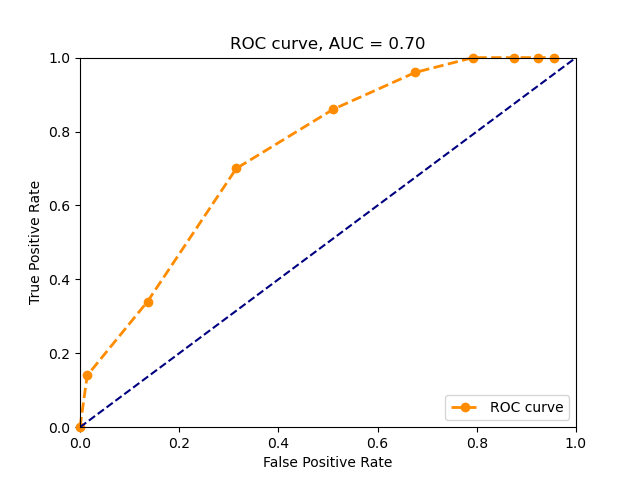 ROC curve, AUC = 0.70
1.0
0.8
0.6
0.4
0.2
0.0
True Positive Rate
ROC curve
0.0 0.2 0.4 0.6 0.8 1.0
False Positive Rate